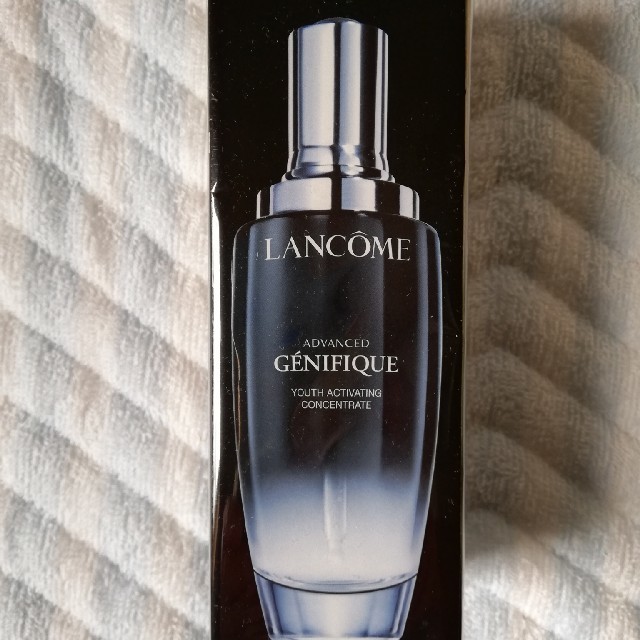 LANCÔME
ADVANCED
GÉNIFIQUE
YOUTH ACTIVATING
CONCENTRATE